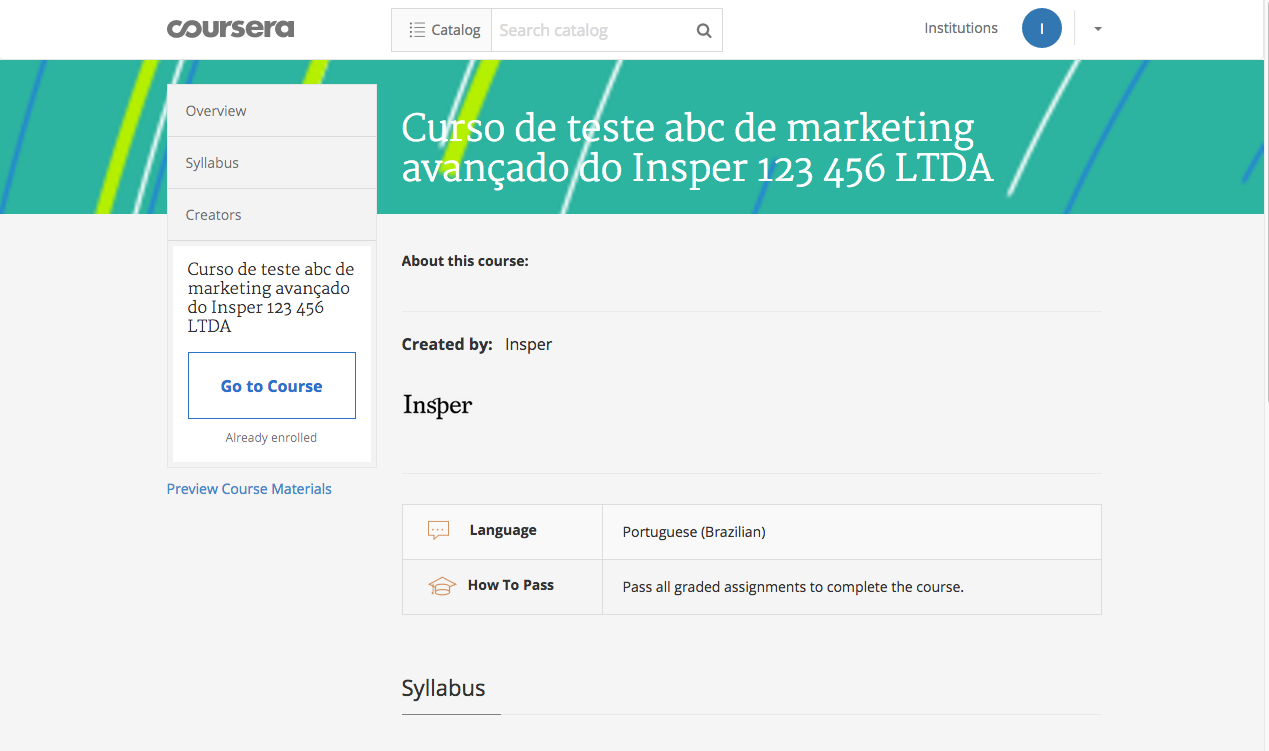 coursera
Catalog
Search catalog
Institutions
I
Overview
Syllabus
Creators
Curso de teste abc de
marketing avançado
do Insper 123 456
LTDA
Go to Course
Already enrolled
Preview Course Materials
Curso de teste abc de marketing
avançado do Insper 123 456 LTDA
About this course:
Created by: Insper
Insper
Language Portuguese (Brazilian)
How To Pass Pass all graded assignments to complete the course.
Syllabus